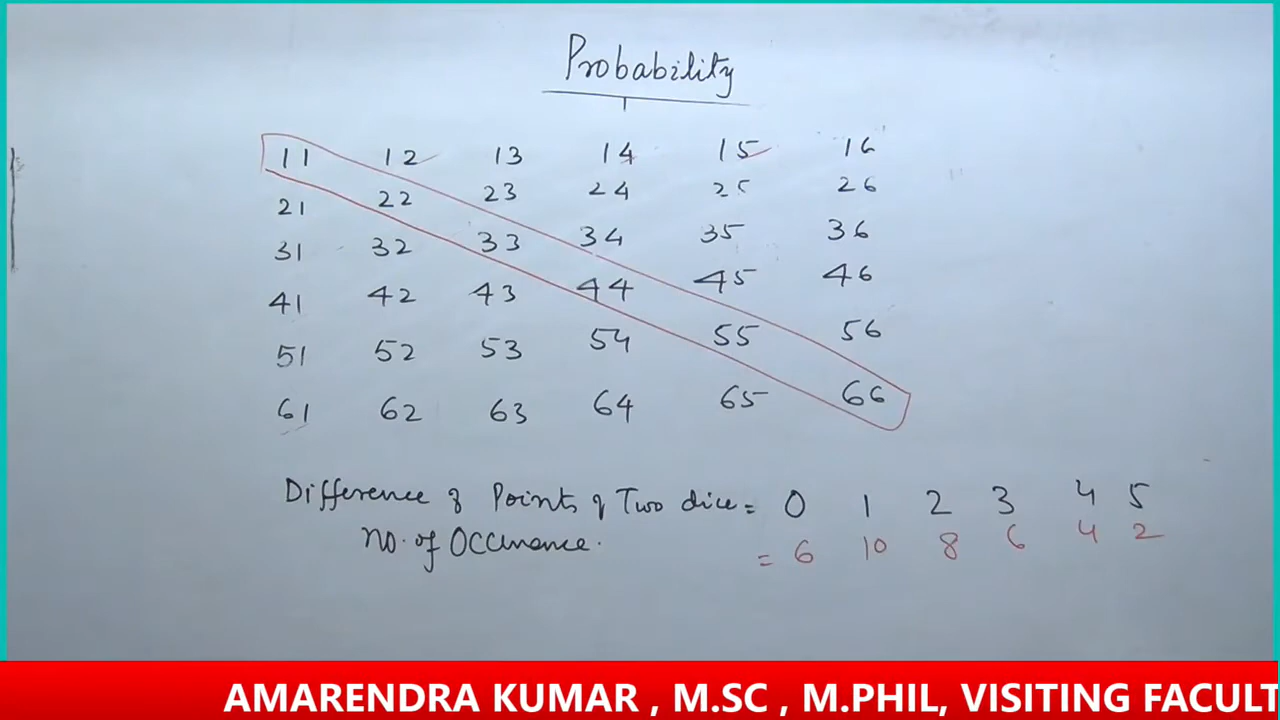 Probability
11 12 13 14 15 16
21 22 23 24 25 26
31 32 33 34 35 36
41 42 43 44 45 46
51 52 53 54 55 56
61 62 63 64 65 66
Difference of Points of Two dice = 0 1 2 3 4 5
No. of Occurence. = 6 10 8 6 4 2
AMARENDRA KUMAR , M.SC , M.PHIL, VISITING FACULT